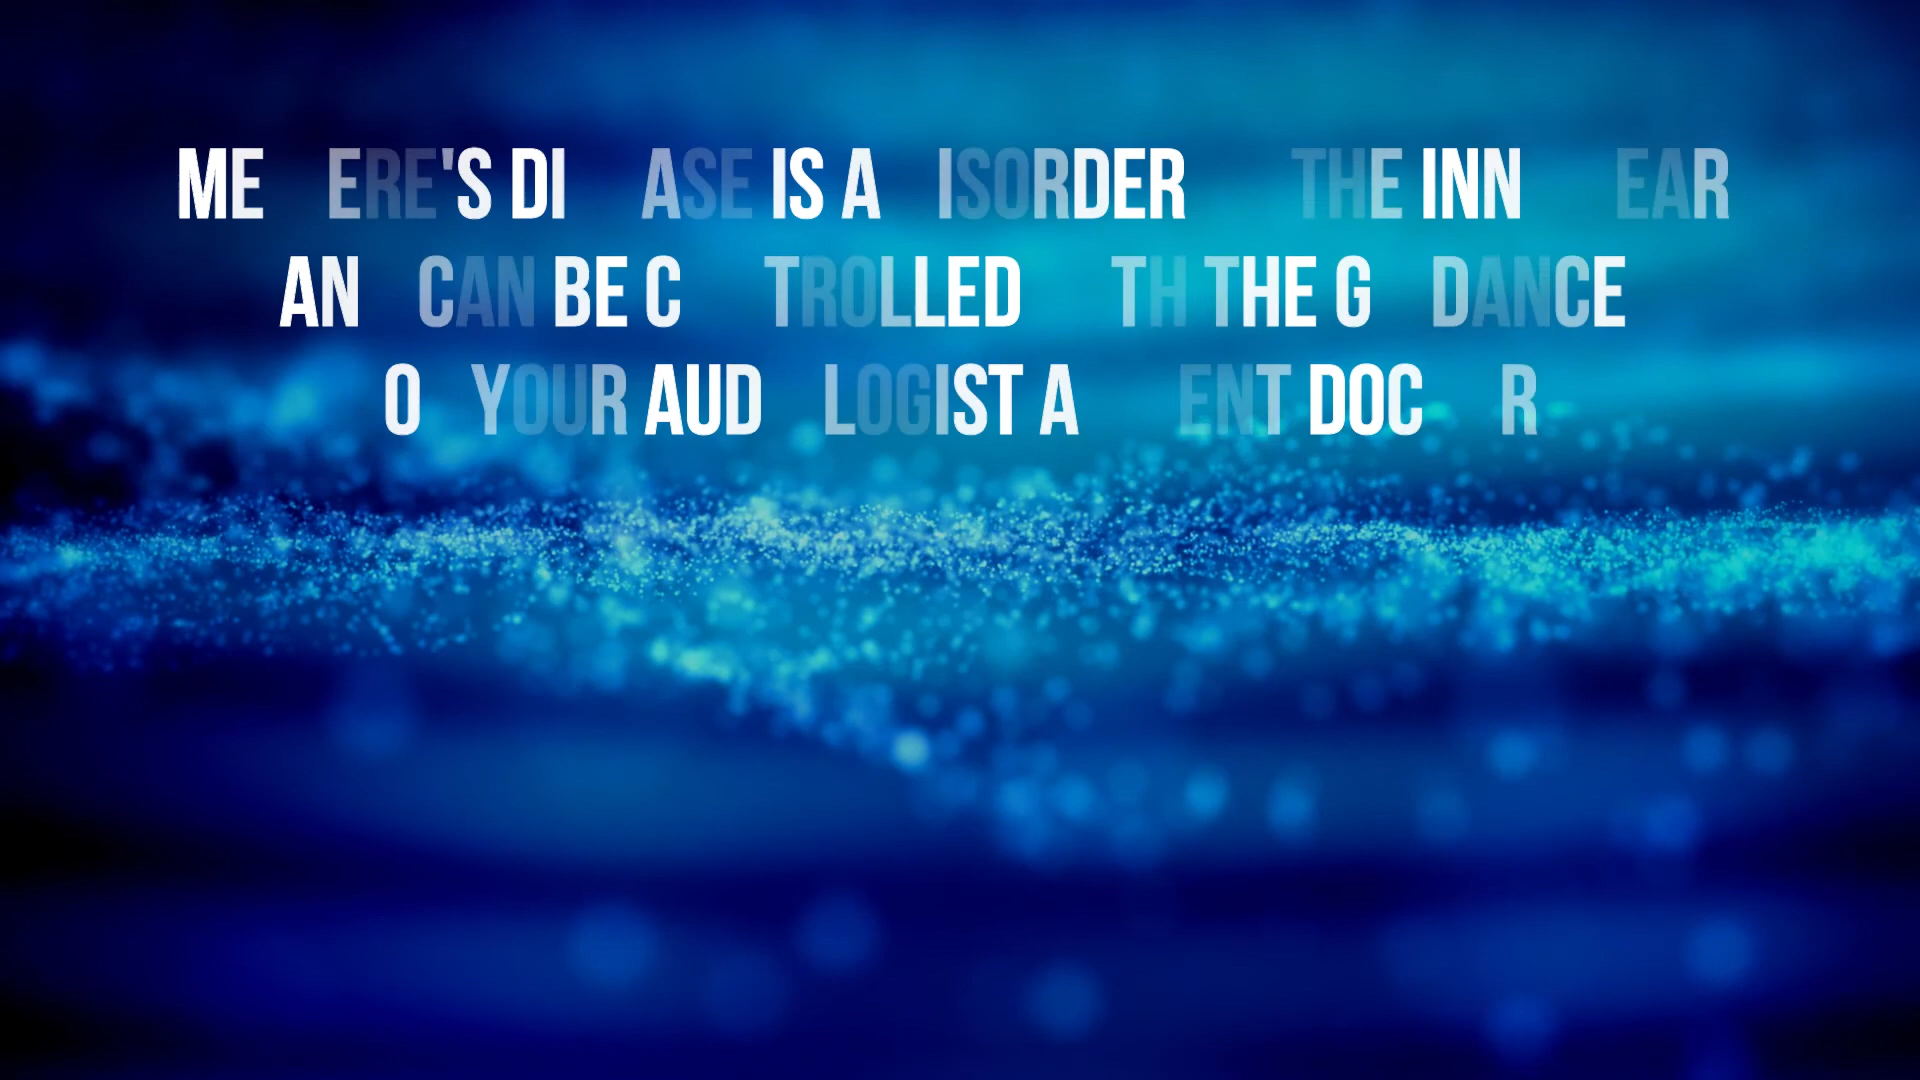 ME ERE'S DI ASE IS A ISORDER THE INN EAR
AN CAN BE C TROLLED TH THE G DANCE
O YOUR AUD LOGIST A ENT DOC R